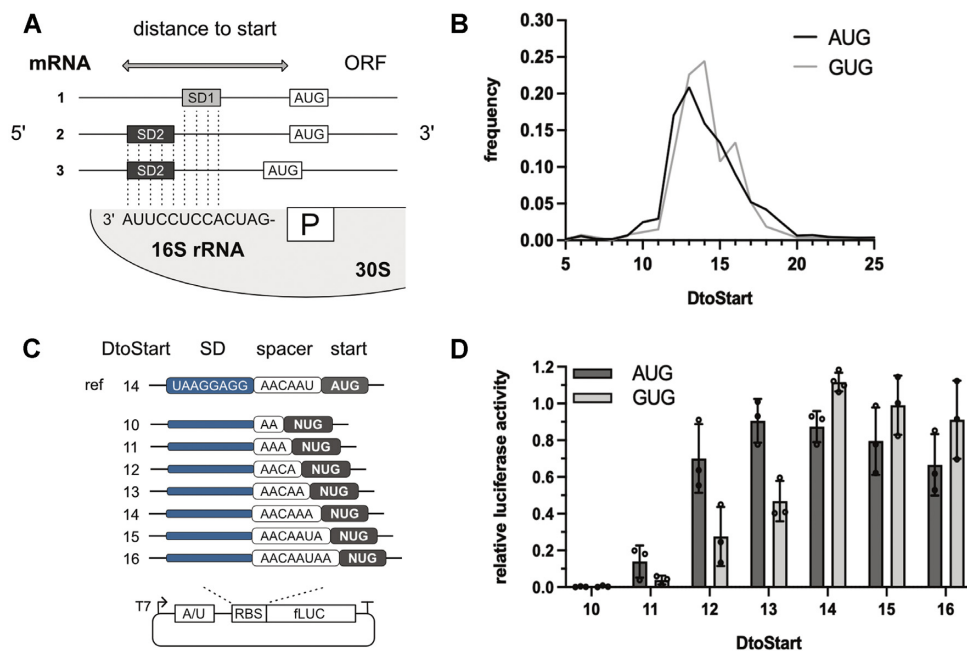 A
distance to start
mRNA
ORF
1 SD1 AUG
5' 2 SD2 AUG 3'
3 SD2 AUG
3' AUUCCUCCACUAG- P
16S rRNA
30S
B
AUG
GUG
frequency
0.30
0.25
0.20
0.15
0.10
0.05
0.00
5 10 15 20 25
DtoStart
C
DtoStart SD spacer start
ref 14 UAAGGAGG AACAAU AUG
10 AA NUG
11 AAA NUG
12 AACA NUG
13 AACAA NUG
14 AACAAA NUG
15 AACAAUA NUG
16 AACAAUAA NUG
T7 A/U RBS fLUC
D
AUG
GUG
relative luciferase activity
1.2
1.0
0.8
0.6
0.4
0.2
0.0
10 11 12 13 14 15 16
DtoStart